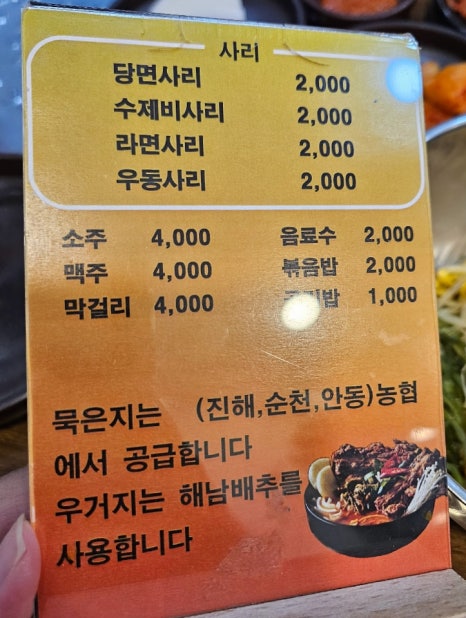 사리
당면사리 2,000
수제비사리 2,000
라면사리 2,000
우동사리 2,000
소주 4,000 음료수 2,000
맥주 4,000 볶음밥 2,000
막걸리 4,000 1,000
묵은지는 (진해,순천,안동)농협
에서 공급합니다
우거지는 해남배추를
사용합니다